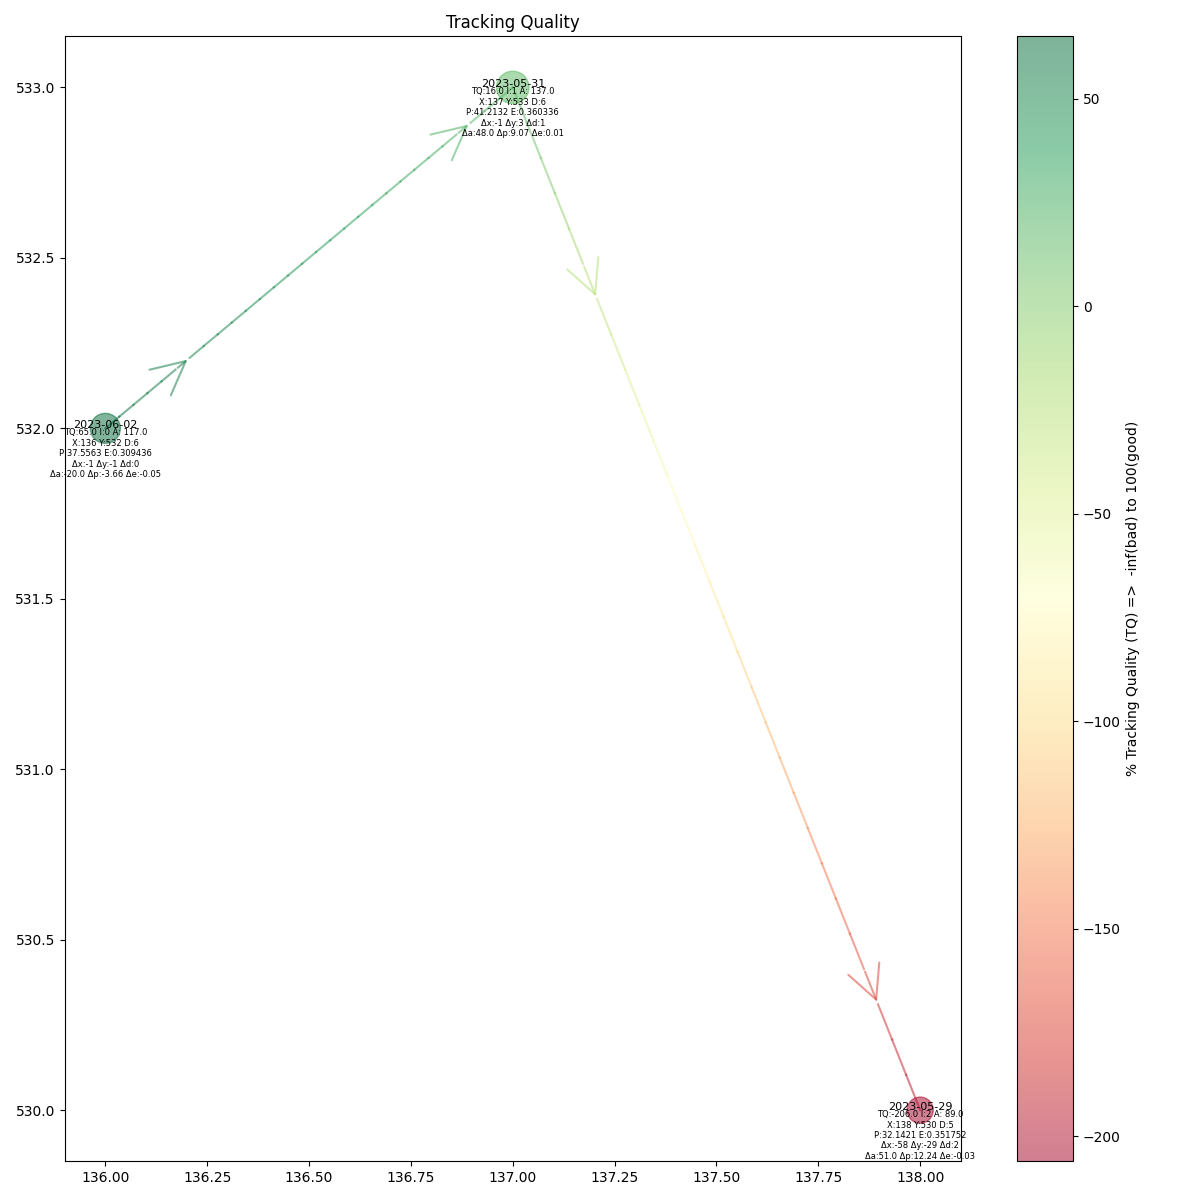 Tracking Quality
533.0
532.5
532.0
531.5
531.0
530.5
530.0
2023-05-31
TQ:16.0 I:1 A: 137.0
X:137 Y:533 D:6
P:41.2132 E:0.360336
Δx:-1 Δy:3 Δd:1
Δa:48.0 Δp:9.07 Δe:0.01
2023-06-02
TQ:65.0 I:0 A: 117.0
X:136 Y:532 D:6
P:37.5563 E:0.309436
Δx:-1 Δy:-1 Δd:0
Δa:-20.0 Δp:-3.66 Δe:-0.05
2023-05-29
TQ:-206.0 I:2 A: 89.0
X:138 Y:530 D:5
P:32.1421 E:0.351752
Δx:-58 Δy:-29 Δd:2
Δa:51.0 Δp:12.24 Δe:-0.03
136.00 136.25 136.50 136.75 137.00 137.25 137.50 137.75 138.00
50
0
−50
−100
−150
−200
% Tracking Quality (TQ) => -inf(bad) to 100(good)